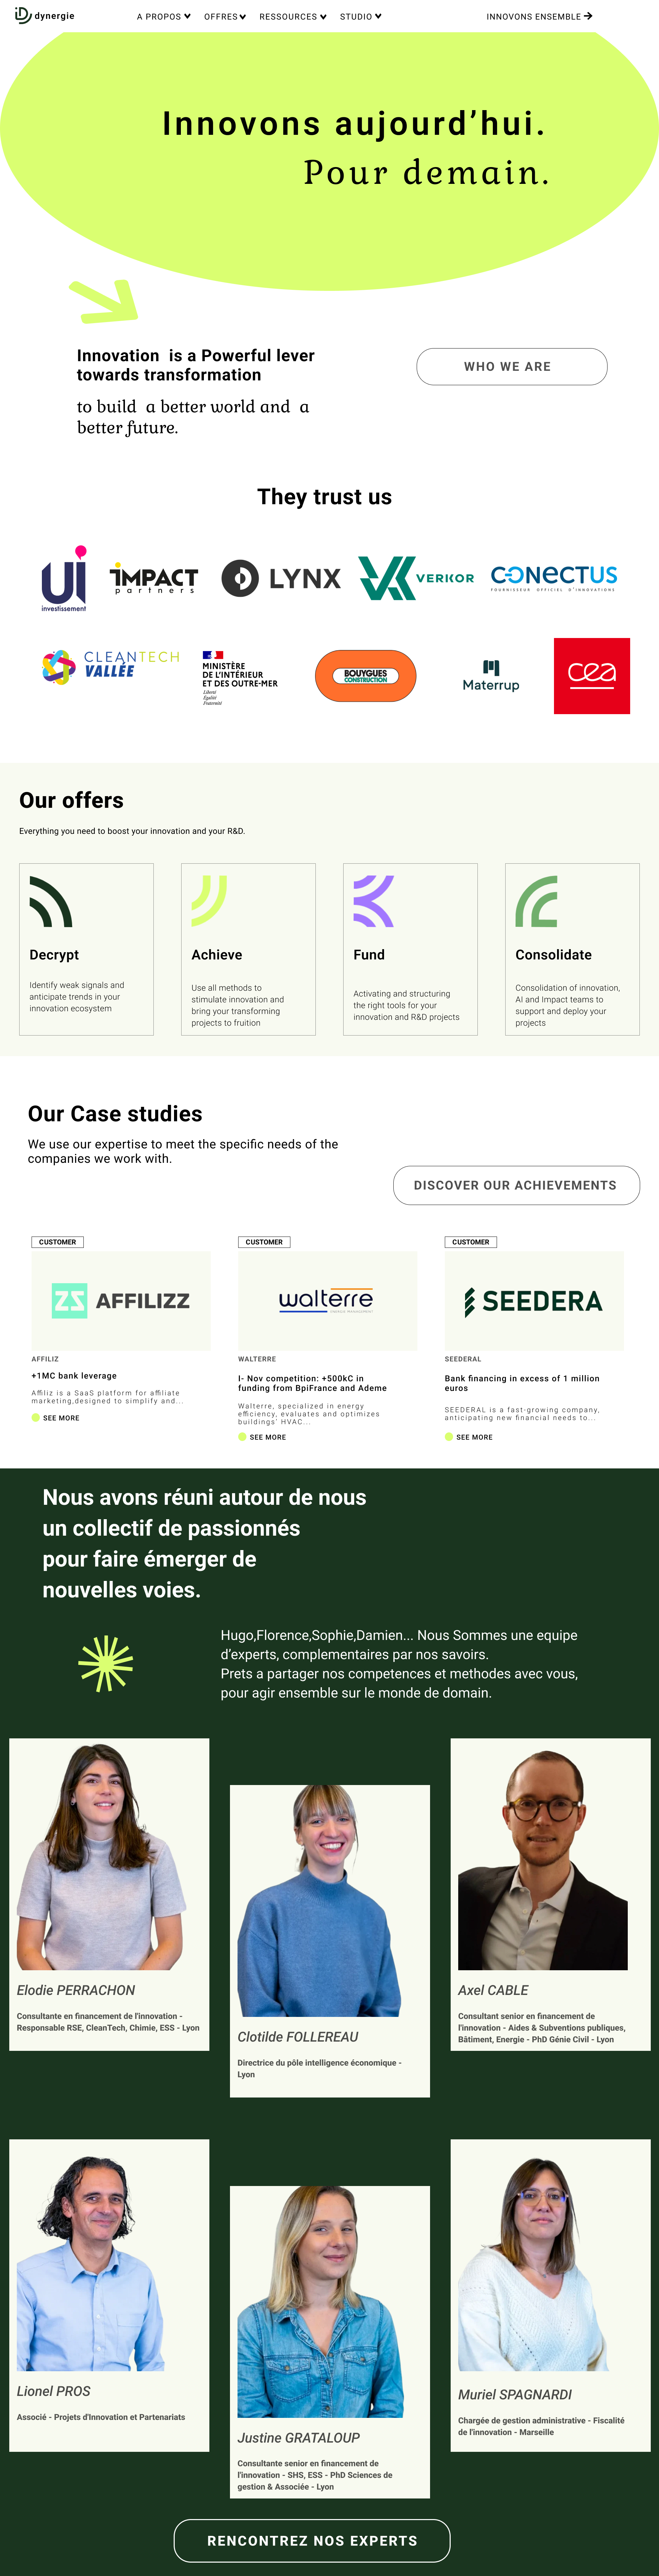 dynergie
A PROPOS
OFFRES
RESSOURCES
STUDIO
INNOVONS ENSEMBLE
Innovons aujourd'hui.
Pour demain.
Innovation is a Powerful lever
towards transformation
to build a better world and a
better future.
WHO WE ARE
They trust us
UI
investissement
IMPACT
partners
LYNX
VERKOR
CONECTUS
FOURNISSEUR OFFICIEL D'INNOVATIONS
CLEANTECH
VALLÉE
MINISTÈRE
DE L'INTÉRIEUR
ET DES OUTRE-MER
Liberté
Égalité
Fraternité
BOUYGUES
CONSTRUCTION
Materrup
cea
Our offers
Everything you need to boost your innovation and your R&D.
Decrypt
Identify weak signals and
anticipate trends in your
innovation ecosystem
Achieve
Use all methods to
stimulate innovation and
bring your transforming
projects to fruition
Fund
Activating and structuring
the right tools for your
innovation and R&D projects
Consolidate
Consolidation of innovation,
AI and Impact teams to
support and deploy your
projects
Our Case studies
We use our expertise to meet the specific needs of the
companies we work with.
DISCOVER OUR ACHIEVEMENTS
CUSTOMER
AFFILIZZ
AFFILIZ
+1MC bank leverage
Affiliz is a SaaS platform for affiliate
marketing,designed to simplify and...
SEE MORE
CUSTOMER
walterre
WALTERRE
I- Nov competition: +500kC in
funding from BpiFrance and Ademe
Walterre, specialized in energy
efficiency, evaluates and optimizes
buildings' HVAC...
SEE MORE
CUSTOMER
SEEDERA
SEEDERAL
Bank financing in excess of 1 million
euros
SEEDERAL is a fast-growing company,
anticipating new financial needs to...
SEE MORE
Nous avons réuni autour de nous
un collectif de passionnés
pour faire émerger de
nouvelles voies.
Hugo,Florence,Sophie,Damien... Nous Sommes une equipe
d'experts, complementaires par nos savoirs.
Prets a partager nos competences et methodes avec vous,
pour agir ensemble sur le monde de domain.
Elodie PERRACHON
Consultante en financement de l'innovation -
Responsable RSE, CleanTech, Chimie, ESS - Lyon
Clotilde FOLLEREAU
Directrice du pôle intelligence économique -
Lyon
Axel CABLE
Consultant senior en financement de
l'innovation - Aides & Subventions publiques,
Bâtiment, Energie - PhD Génie Civil - Lyon
Lionel PROS
Associé - Projets d'Innovation et Partenariats
Justine GRATALOUP
Consultante senior en financement de
l'innovation - SHS, ESS - PhD Sciences de
gestion & Associée - Lyon
Muriel SPAGNARDI
Chargée de gestion administrative - Fiscalité
de l'innovation - Marseille
RENCONTREZ NOS EXPERTS